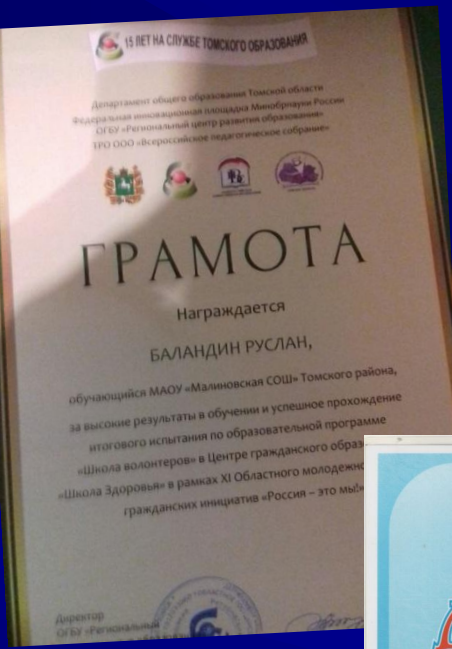 15 ЛЕТ НА СЛУЖБЕ ТОМСКОГО ОБРАЗОВАНИЯ
Департамент общего образования Томской области
Федеральная инновационная площадка Минобрнауки России
ОГБУ «Региональный центр развития образования»
ТРО ООО «Всероссийское педагогическое собрание»
ГРАМОТА
Награждается
БАЛАНДИН РУСЛАН,
обучающийся МАОУ «Малиновская СОШ» Томского района,
за высокие результаты в обучении и успешное прохождение
итогового испытания по образовательной программе
«Школа волонтеров» в Центре гражданского образо
«Школа Здоровья» в рамках XI Областного молодежно
гражданских инициатив «Россия – это мы!»
Директор
ОГБУ «Региональный